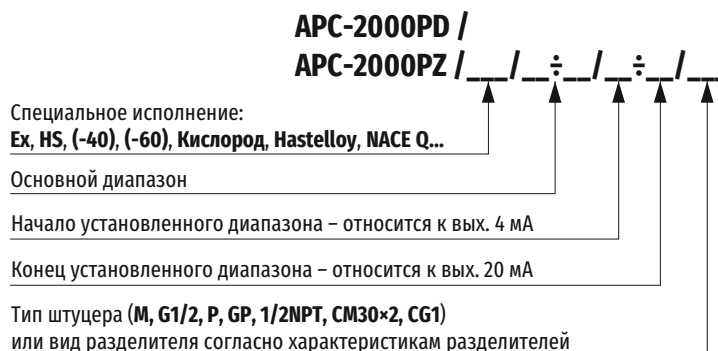 APC-2000PD /
APC-2000PZ /___/__÷__/__÷__/__
Специальное исполнение:
Ex, HS, (-40), (-60), Кислород, Hastelloy, NACE Q...
Основной диапазон
Начало установленного диапазона – относится к вых. 4 мА
Конец установленного диапазона – относится к вых. 20 мА
Тип штуцера (M, G1/2, P, GP, 1/2NPT, CM30×2, CG1)
или вид разделителя согласно характеристикам разделителей